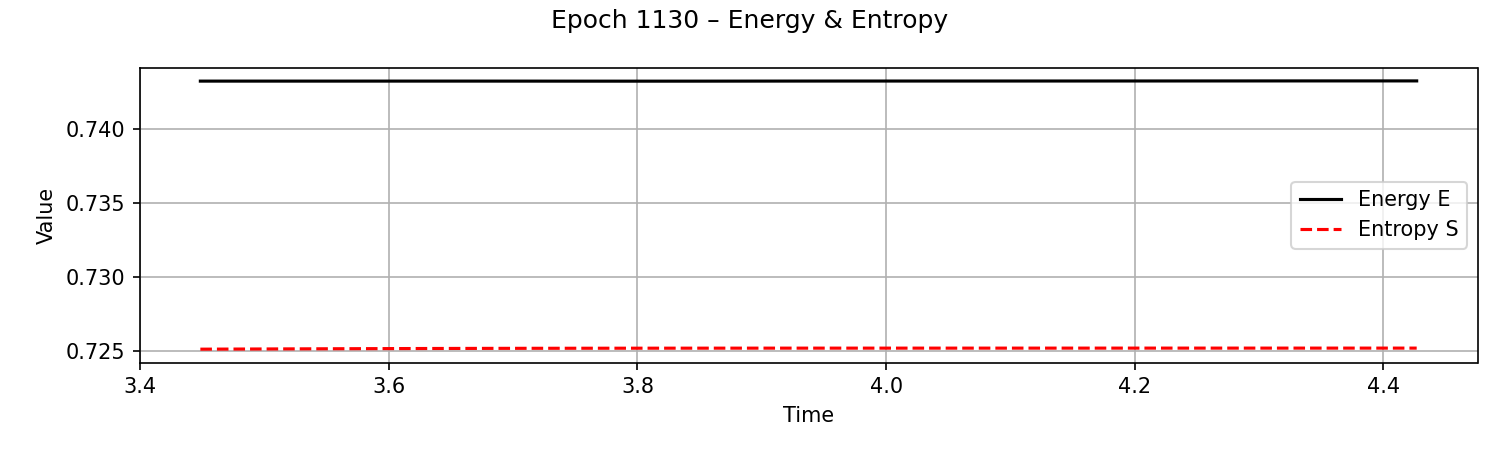 Epoch 1130 – Energy & Entropy
Value
0.740
0.735
0.730
0.725
Energy E
Entropy S
3.4 3.6 3.8 4.0 4.2 4.4
Time